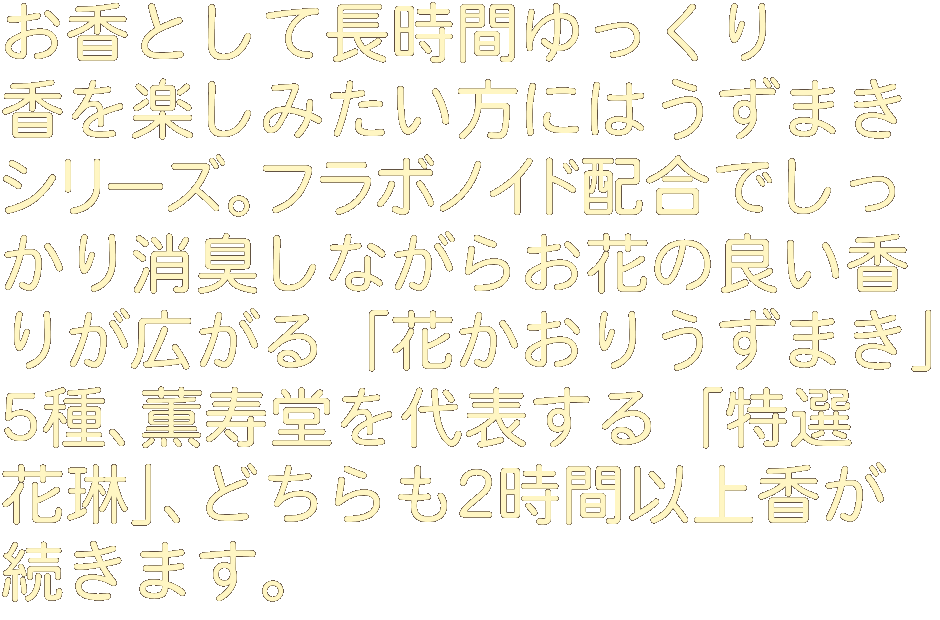 お香として長時間ゆっくり
香を楽しみたい方にはうずまき
シリーズ。フラボノイド配合でしっ
かり消臭しながらお花の良い香
りが広がる「花かおりうずまき」
5種、薫寿堂を代表する「特選
花琳」、どちらも2時間以上香が
続きます。